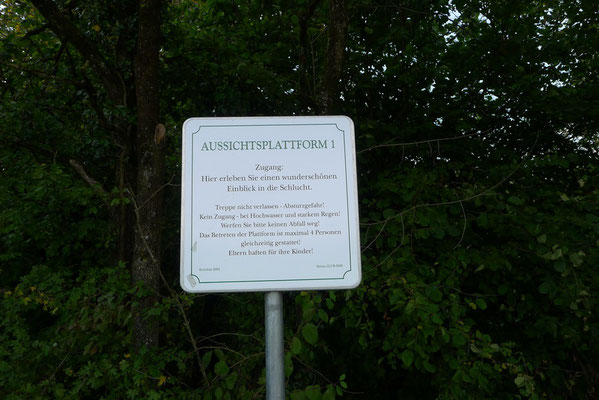 AUSSICHTSPLATTFORM 1
Zugang:
Hier erleben Sie einen wunderschönen
Einblick in die Schlucht.
Treppe nicht verlassen - Absturzgefahr!
Kein Zugang - bei Hochwasser und starkem Regen!
Werfen Sie bitte keinen Abfall weg!
Das Betreten der Plattform ist maximal 4 Personen
gleichzeitig gestattet!
Eltern haften für ihre Kinder!